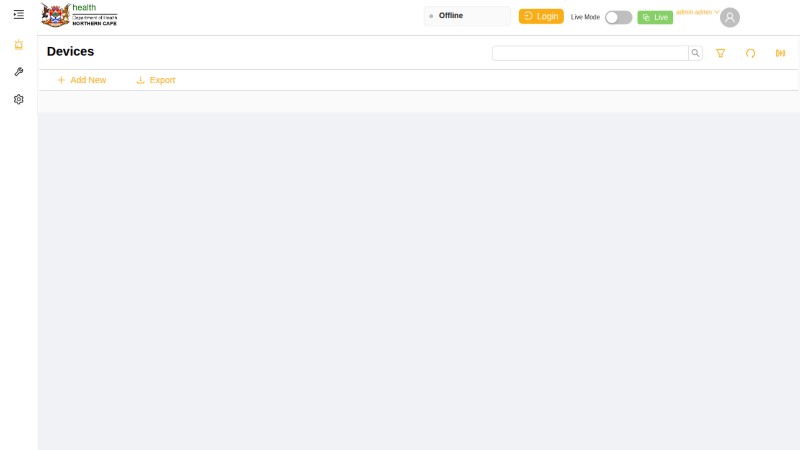 health
Department of Health
NORTHERN CAPE
Offline
Login
Live Mode
Live
admin admin
Devices
Add New
Export